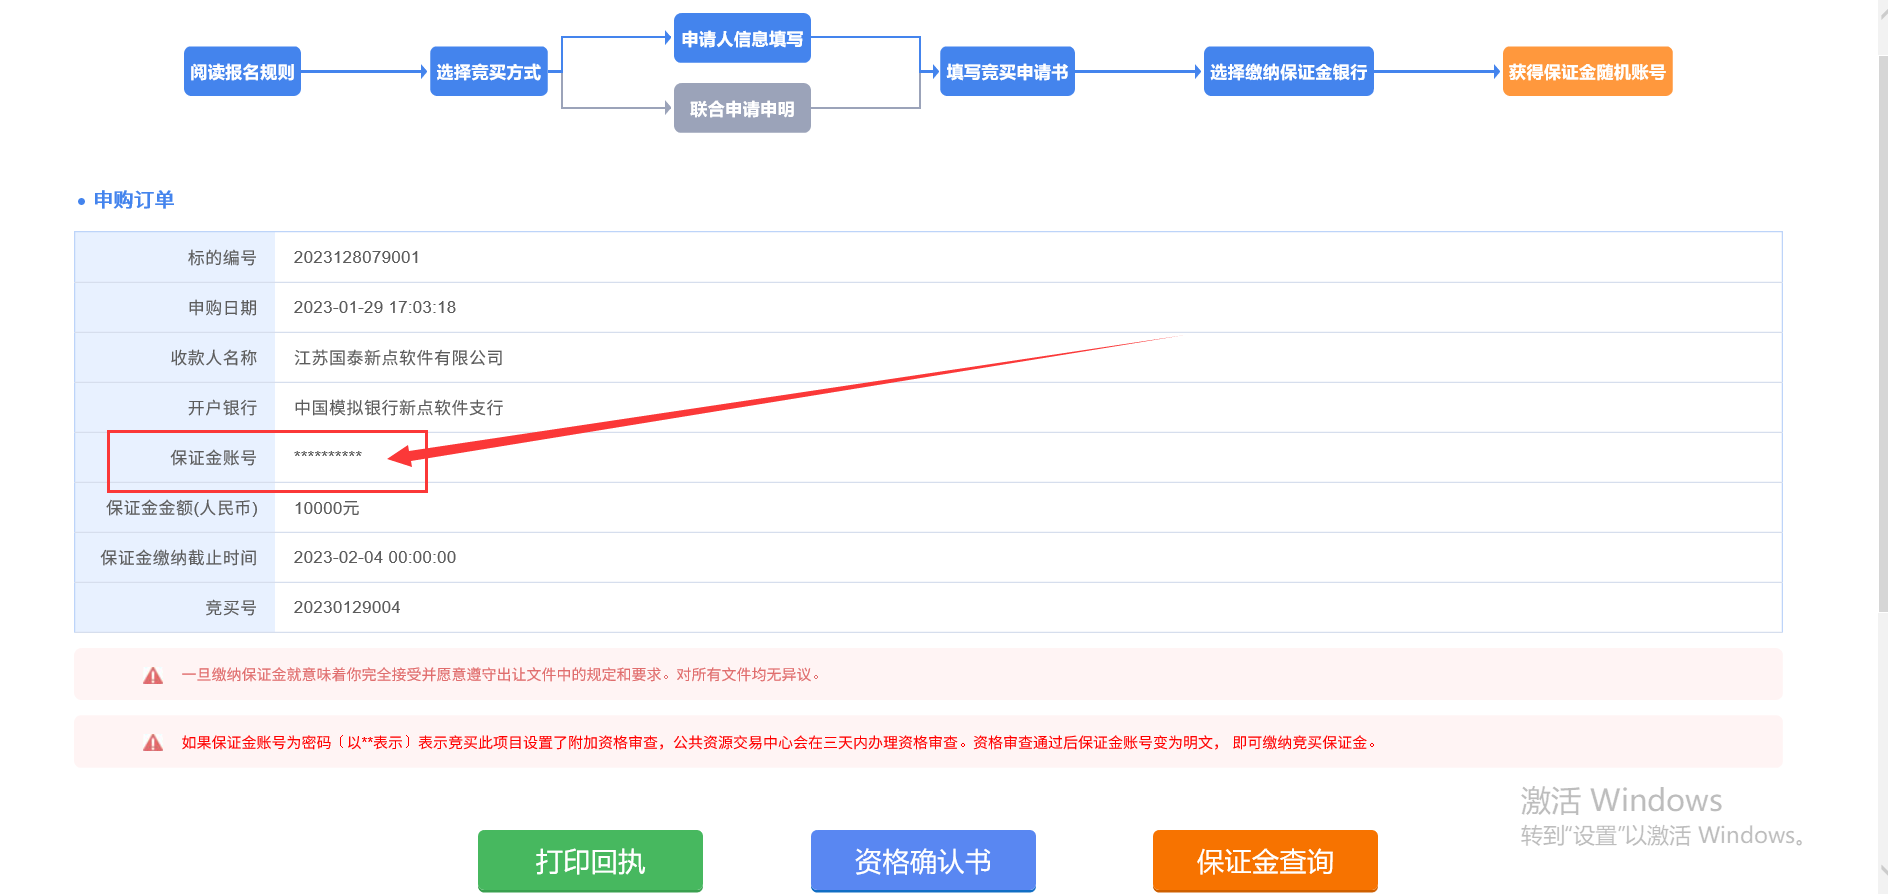 阅读报名规则
选择竞买方式
申请人信息填写
联合申请申明
填写竞买申请书
选择缴纳保证金银行
获得保证金随机账号
• 申购订单
标的编号 2023128079001
申购日期 2023-01-29 17:03:18
收款人名称 江苏国泰新点软件有限公司
开户银行 中国模拟银行新点软件支行
保证金账号 **********
保证金金额(人民币) 10000元
保证金缴纳截止时间 2023-02-04 00:00:00
竞买号 20230129004
一旦缴纳保证金就意味着你完全接受并愿意遵守出让文件中的规定和要求。对所有文件均无异议。
如果保证金账号为密码〔以**表示〕表示竞买此项目设置了附加资格审查，公共资源交易中心会在三天内办理资格审查。资格审查通过后保证金账号变为明文， 即可缴纳竞买保证金。
激活 Windows
转到“设置”以激活 Windows。
打印回执
资格确认书
保证金查询